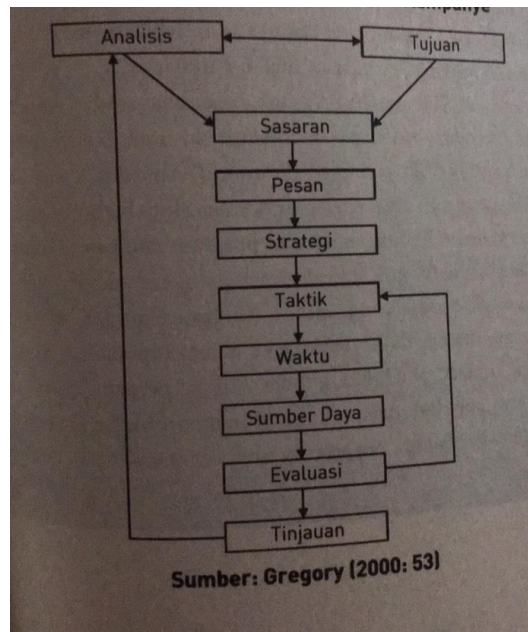 Analisis
Tujuan
Sasaran
Pesan
Strategi
Taktik
Waktu
Sumber Daya
Evaluasi
Tinjauan
Sumber: Gregory (2000: 53)